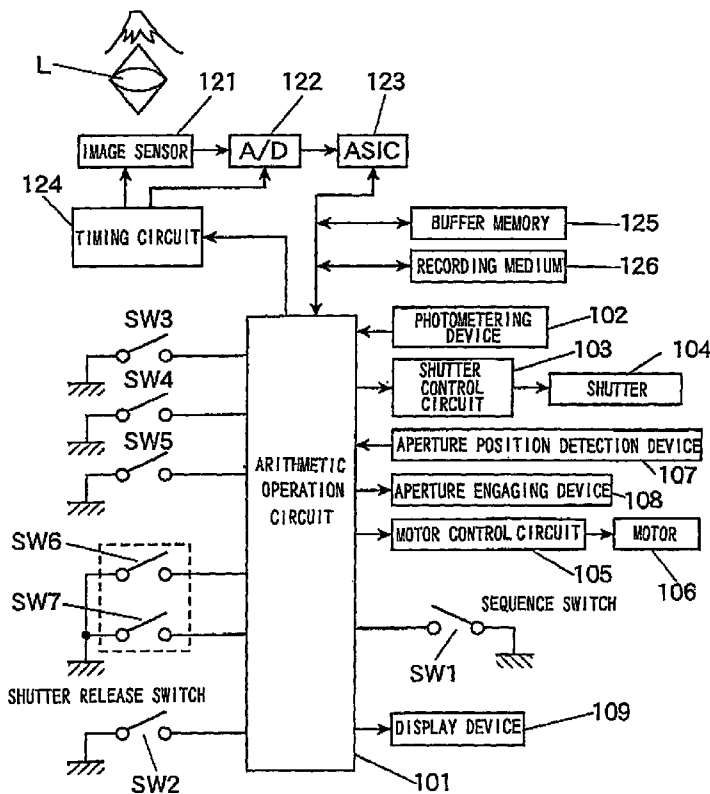 L
121
122
123
IMAGE SENSOR
A/D
ASIC
124
TIMING CIRCUIT
BUFFER MEMORY
125
RECORDING MEDIUM
126
SW3
PHOTOMETERING
DEVICE
102
103
104
SW4
SHUTTER
CONTROL
CIRCUIT
SHUTTER
SW5
ARITHMETIC
OPERATION
CIRCUIT
APERTURE POSITION DETECTION DEVICE
107
APERTURE ENGAGING DEVICE
108
SW6
MOTOR CONTROL CIRCUIT
MOTOR
105
106
SW7
SEQUENCE SWITCH
SW1
SHUTTER RELEASE SWITCH
SW2
DISPLAY DEVICE
109
101